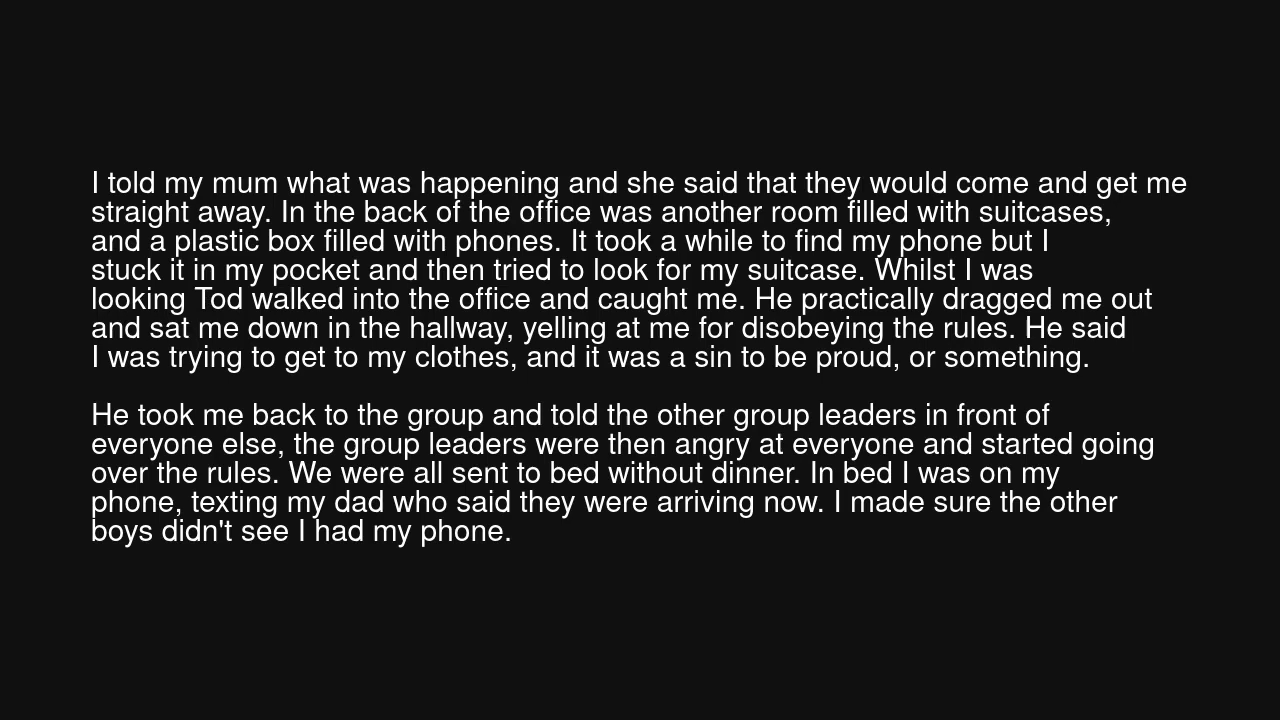 I told my mum what was happening and she said that they would come and get me
straight away. In the back of the office was another room filled with suitcases,
and a plastic box filled with phones. It took a while to find my phone but I
stuck it in my pocket and then tried to look for my suitcase. Whilst I was
looking Tod walked into the office and caught me. He practically dragged me out
and sat me down in the hallway, yelling at me for disobeying the rules. He said
I was trying to get to my clothes, and it was a sin to be proud, or something.

He took me back to the group and told the other group leaders in front of
everyone else, the group leaders were then angry at everyone and started going
over the rules. We were all sent to bed without dinner. In bed I was on my
phone, texting my dad who said they were arriving now. I made sure the other
boys didn't see I had my phone.